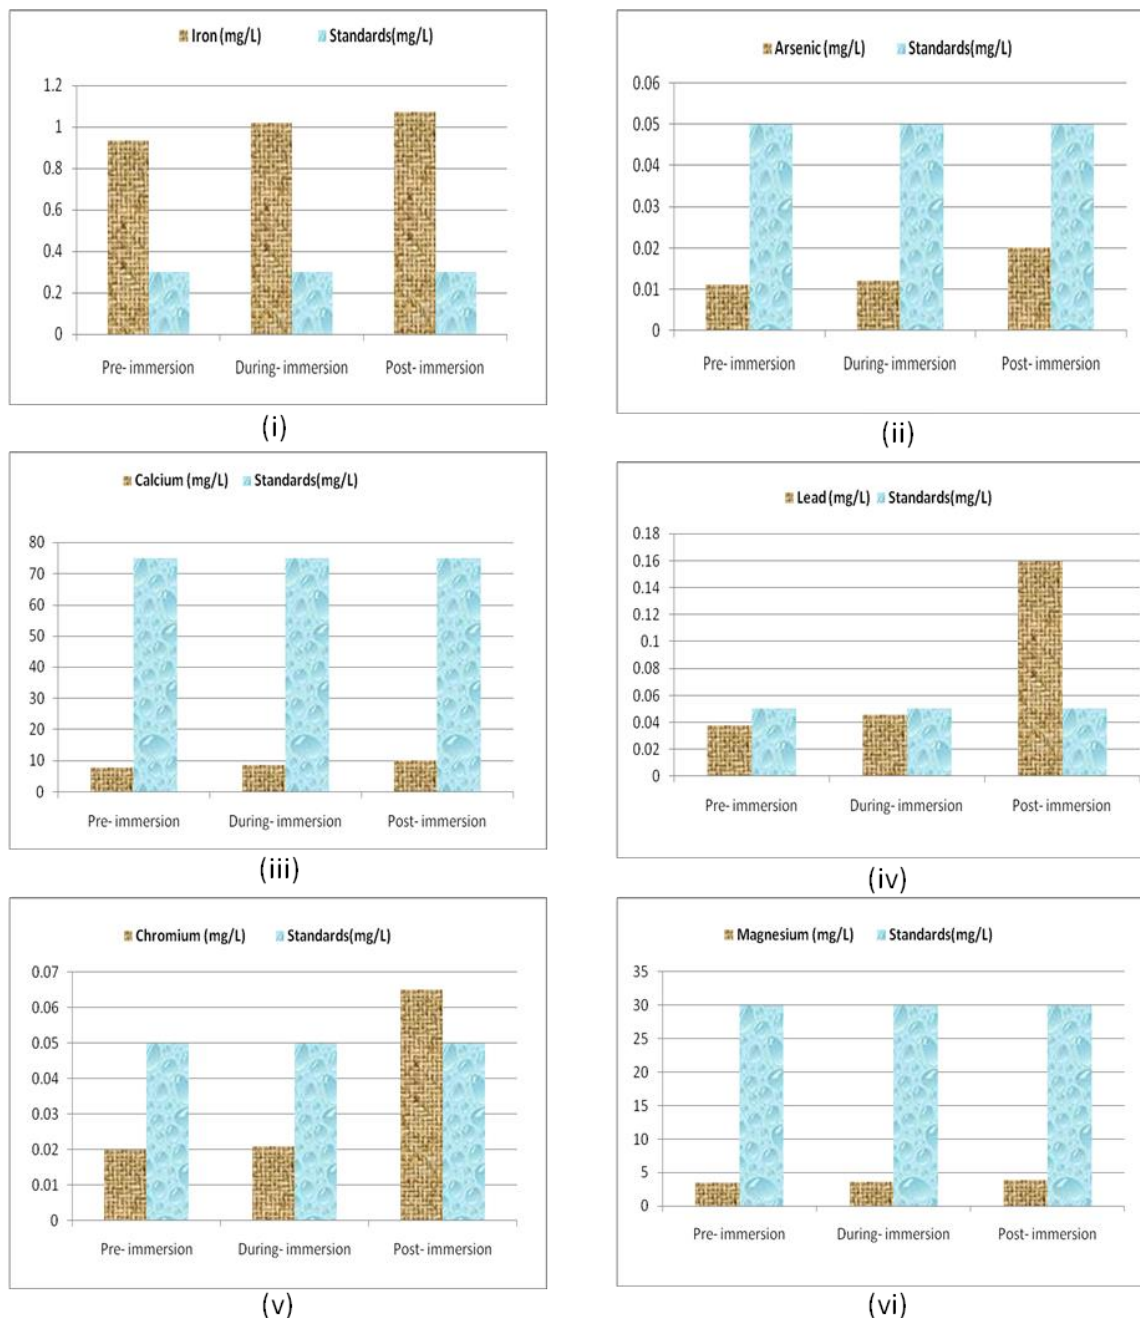 Iron (mg/L) Standards(mg/L)
1.2
1
0.8
0.6
0.4
0.2
0
Pre- immersion During- immersion Post- immersion
(i)
Arsenic (mg/L) Standards(mg/L)
0.06
0.05
0.04
0.03
0.02
0.01
0
Pre- immersion During- immersion Post- immersion
(ii)
Calcium (mg/L) Standards(mg/L)
80
70
60
50
40
30
20
10
0
Pre- immersion During- immersion Post- immersion
(iii)
Lead (mg/L) Standards(mg/L)
0.18
0.16
0.14
0.12
0.1
0.08
0.06
0.04
0.02
0
Pre- immersion During- immersion Post- immersion
(iv)
Chromium (mg/L) Standards(mg/L)
0.07
0.06
0.05
0.04
0.03
0.02
0.01
0
Pre- immersion During- immersion Post- immersion
(v)
Magnesium (mg/L) Standards(mg/L)
35
30
25
20
15
10
5
0
Pre- immersion During- immersion Post- immersion
(vi)